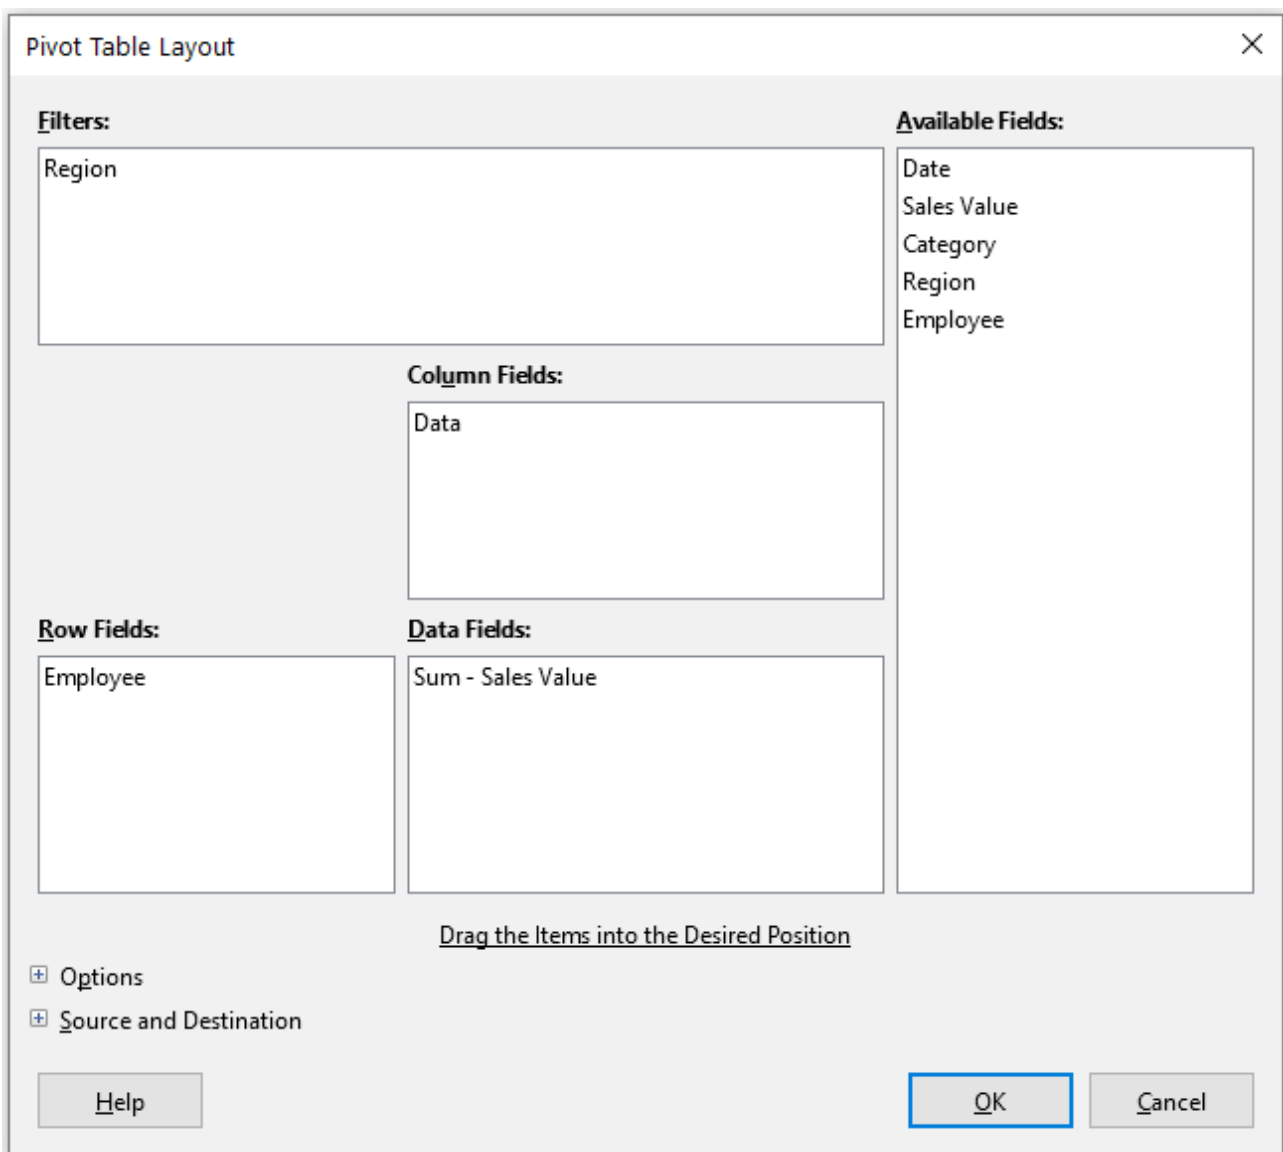 Pivot Table Layout
Filters:
Region
Available Fields:
Date
Sales Value
Category
Region
Employee
Column Fields:
Data
Row Fields:
Employee
Data Fields:
Sum - Sales Value
Drag the Items into the Desired Position
Options
Source and Destination
Help
OK
Cancel